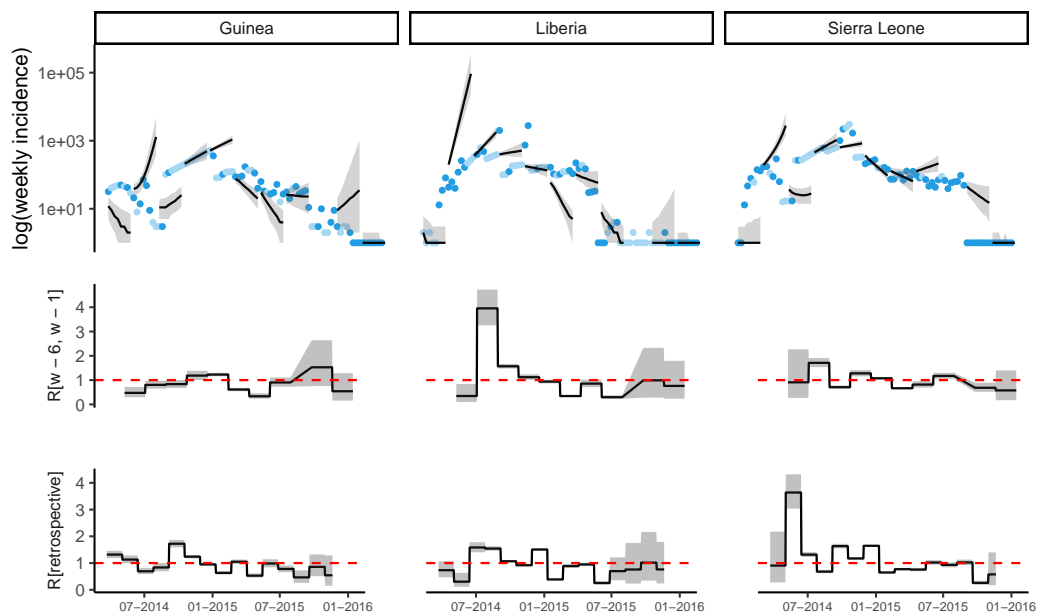 Guinea Liberia Sierra Leone
log(weekly incidence)
1e+05
1e+03
1e+01
R[w − 6, w − 1]
4
3
2
1
0
R[retrospective]
4
3
2
1
0
07−2014 01−2015 07−2015 01−2016 07−2014 01−2015 07−2015 01−2016 07−2014 01−2015 07−2015 01−2016